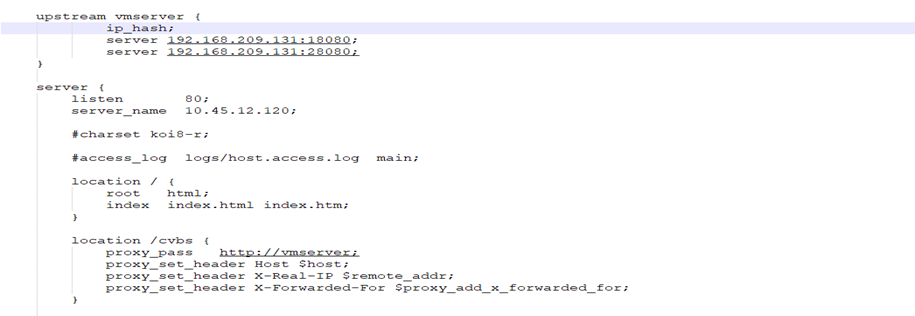 upstream vmserver {
ip_hash;
server 192.168.209.131:18080;
server 192.168.209.131:28080;
}
server {
listen 80;
server_name 10.45.12.120;
#charset koi8-r;
#access_log logs/host.access.log main;
location / {
root html;
index index.html index.htm;
}
location /cvbs {
proxy_pass http://vmserver;
proxy_set_header Host $host;
proxy_set_header X-Real-IP $remote_addr;
proxy_set_header X-Forwarded-For $proxy_add_x_forwarded_for;
}